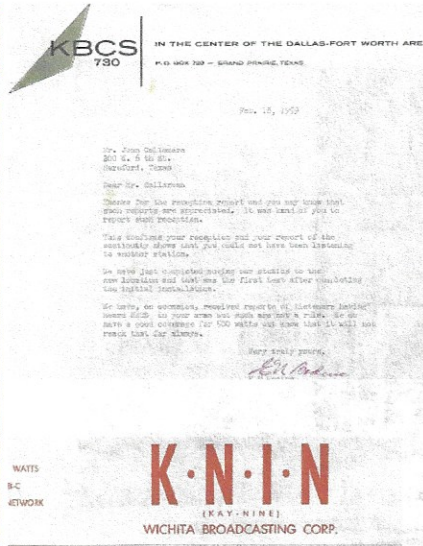 KBCS
730
IN THE CENTER OF THE DALLAS-FORT WORTH ARE
P.O. BOX 730 — GRAND PRAIRIE, TEXAS
18, 1959
Mr. John
Hereford, Texas
Dear Mr.
Thanks for the reception report and you may know that
such reports are appreciated. It was kind of you to
report such reception.
This confirms your reception and your report of the
continuity shows that you could not have been listening
to another station.
We have just completed moving our studios to the
new location and that was the first test after completing
the initial installation.
We have, on occasion, received reports of listeners having
heard KBCS in your area but such are not a rule. We do
have a good coverage for 500 watts but know that it will not
reach that far always.
Very truly yours,
WATTS
B-C
NETWORK
K·N·I·N
(KAY-NINE)
WICHITA BROADCASTING CORP.